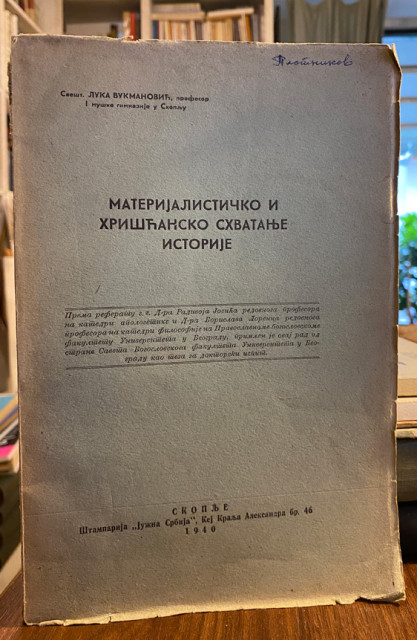 Плотников
Свешт. ЛУКА ВУКМАНОВИЋ, професор
I мушке гимназије у Скопљу
МАТЕРИЈАЛИСТИЧКО И
ХРИШЋАНСКО СХВАТАЊЕ
ИСТОРИЈЕ
Према реферату г.г. Д-ра Радивоја Јосића редовног професора
на катедри апологетике и Д-ра Борислава Лоренца редовног
професора на катедри философије на Православном богословском
факултету Универзитета у Београду, примљен је овај рад од
стране Савета Богословског факултета Универзитета у Бео-
граду као теза за докторски испит.
СКОПЉЕ
Штампарија „Јужна Србија", Кеј Краља Александра бр. 46
1940